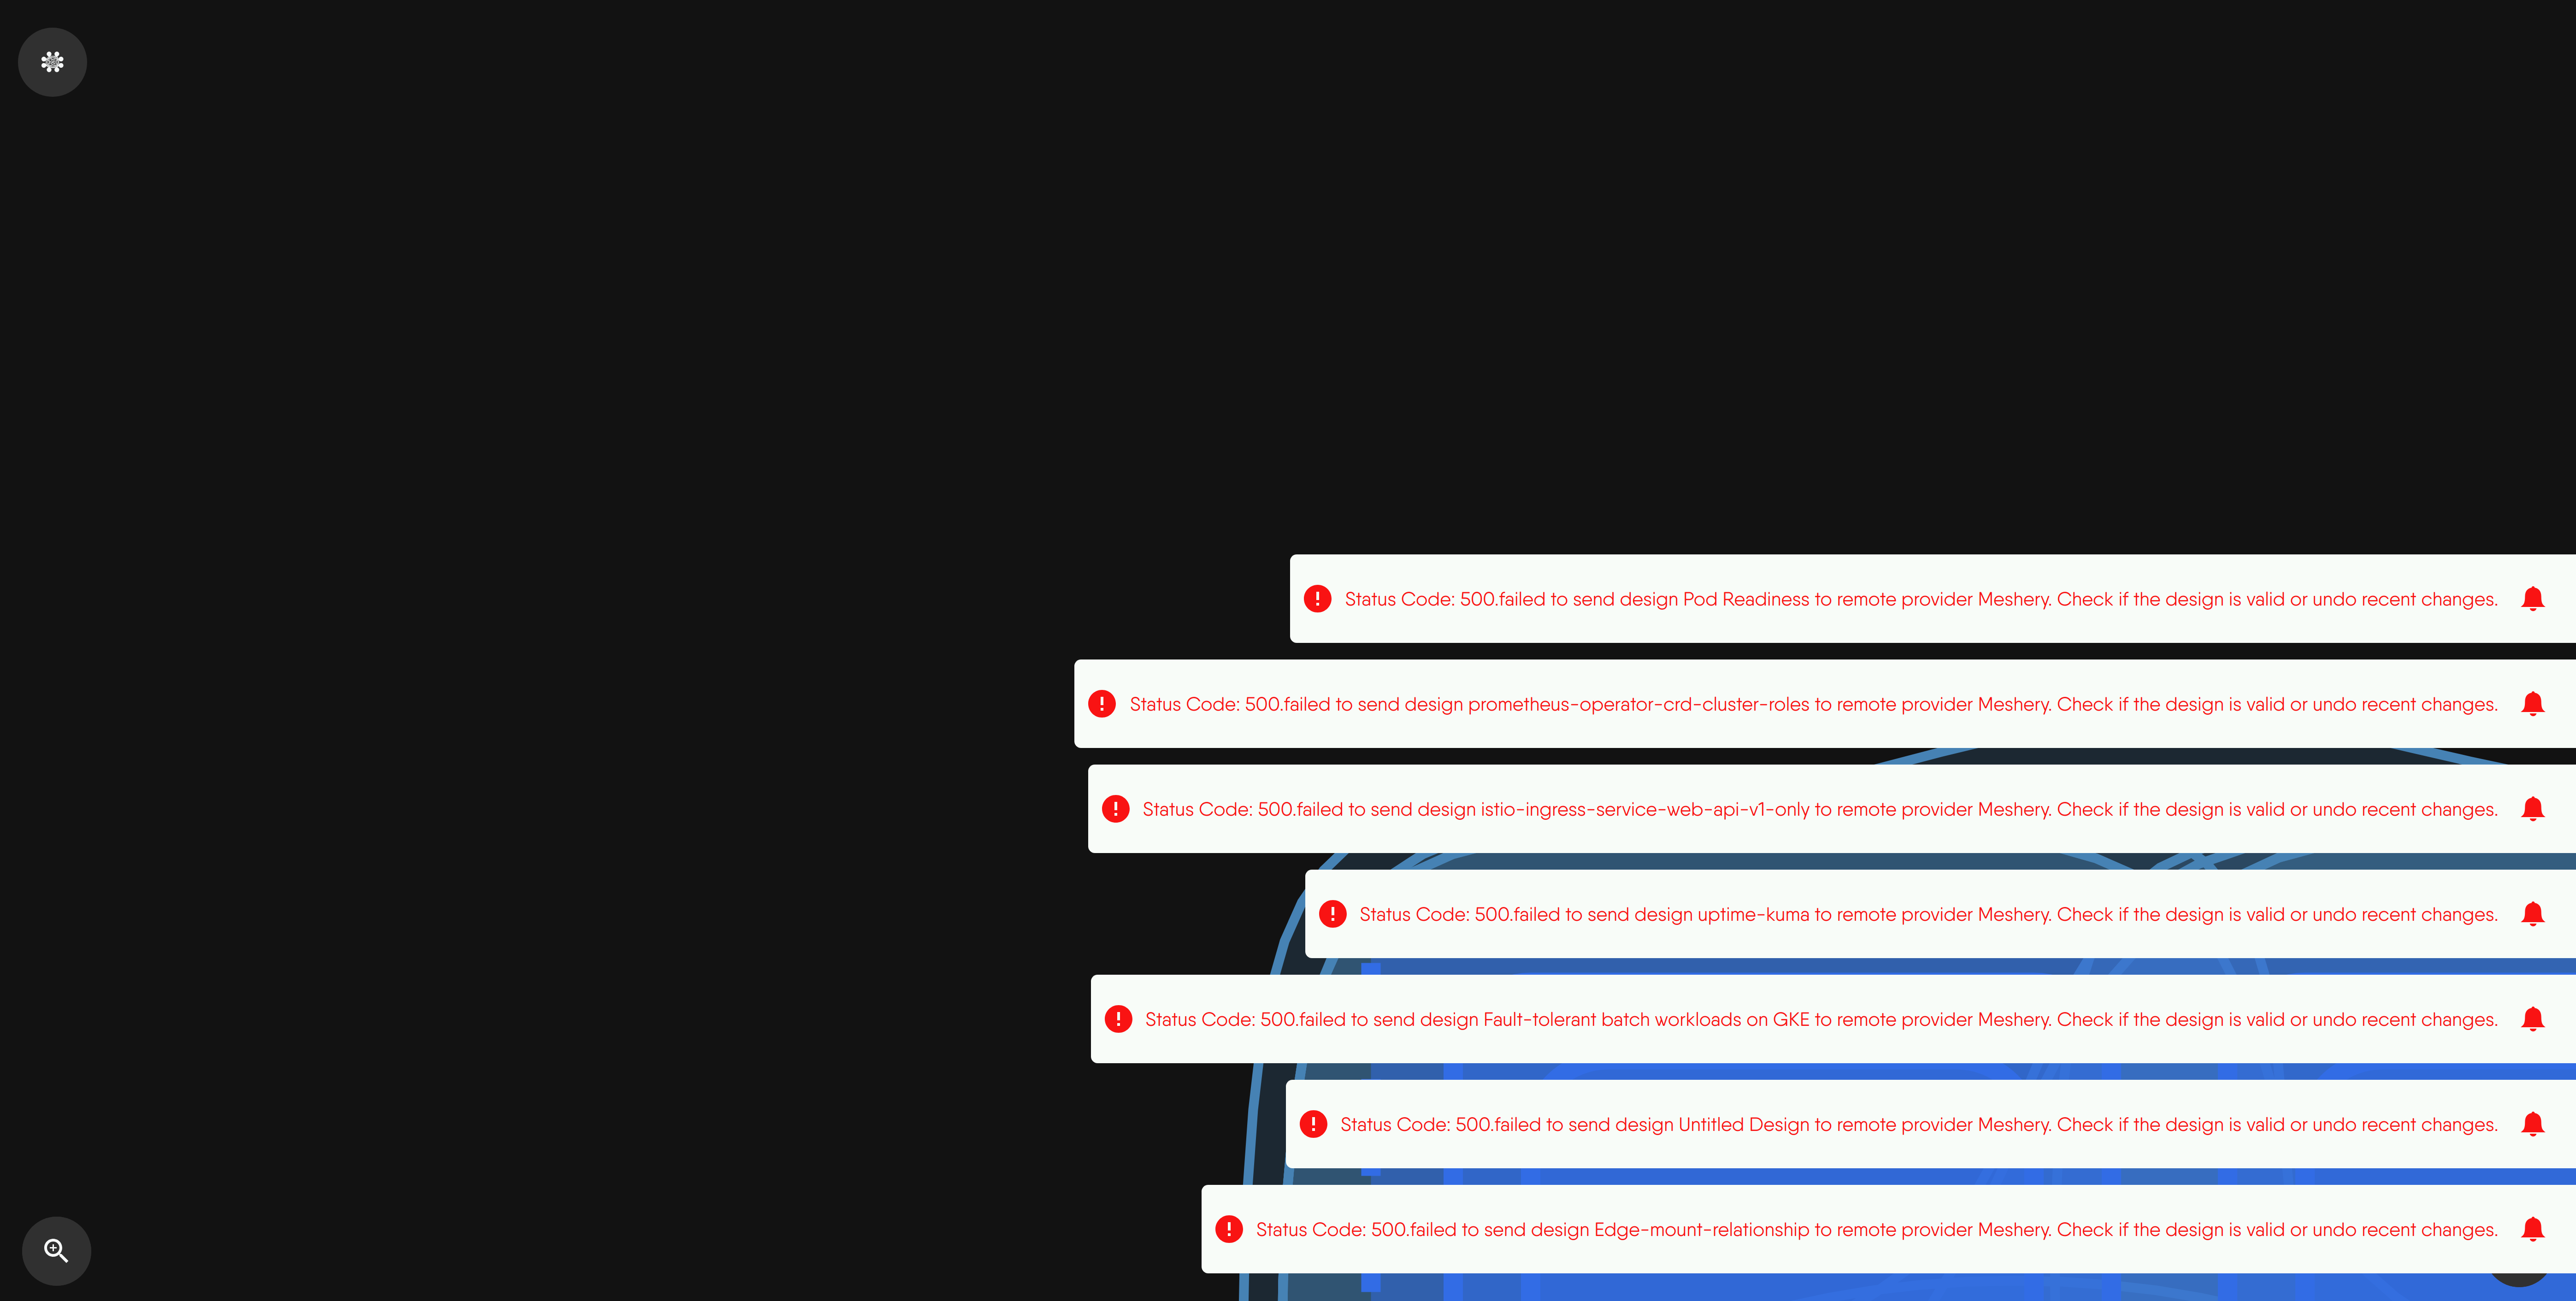 Status Code: 500.failed to send design Pod Readiness to remote provider Meshery. Check if the design is valid or undo recent changes.
Status Code: 500.failed to send design prometheus-operator-crd-cluster-roles to remote provider Meshery. Check if the design is valid or undo recent changes.
Status Code: 500.failed to send design istio-ingress-service-web-api-v1-only to remote provider Meshery. Check if the design is valid or undo recent changes.
Status Code: 500.failed to send design uptime-kuma to remote provider Meshery. Check if the design is valid or undo recent changes.
Status Code: 500.failed to send design Fault-tolerant batch workloads on GKE to remote provider Meshery. Check if the design is valid or undo recent changes.
Status Code: 500.failed to send design Untitled Design to remote provider Meshery. Check if the design is valid or undo recent changes.
Status Code: 500.failed to send design Edge-mount-relationship to remote provider Meshery. Check if the design is valid or undo recent changes.